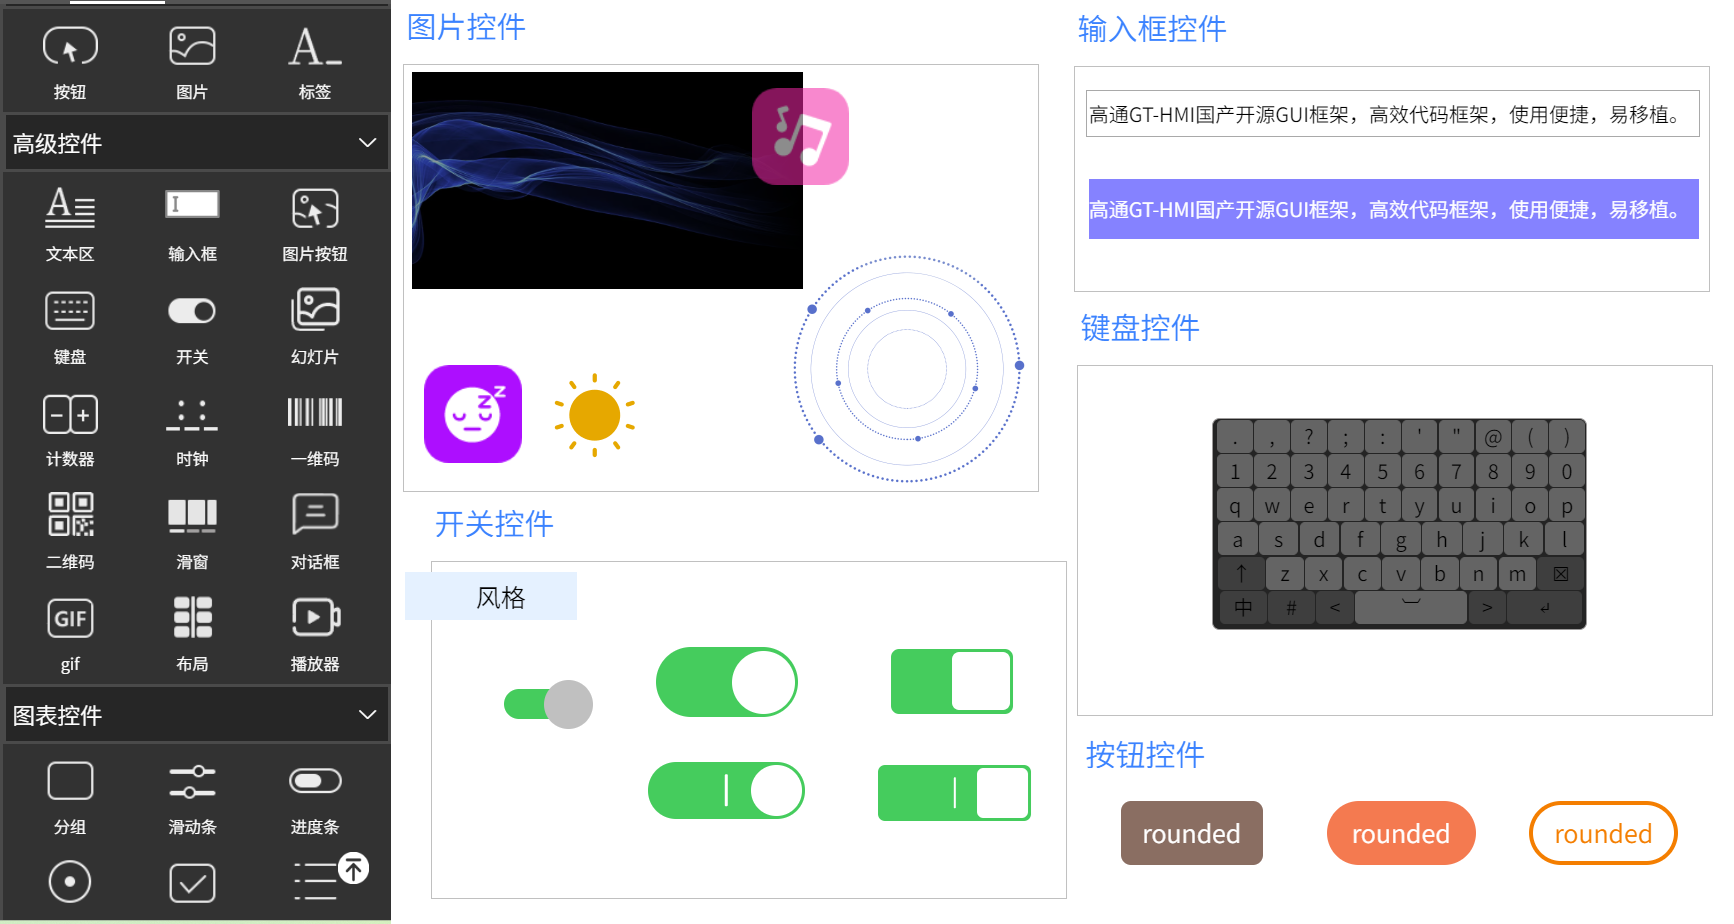 按钮 图片 标签
高级控件
文本区 输入框 图片按钮
键盘 开关 幻灯片
计数器 时钟 一维码
二维码 滑窗 对话框
GIF
gif 布局 播放器
图表控件
分组 滑动条 进度条
图片控件
z z
开关控件
风格
输入框控件
高通GT-HMI国产开源GUI框架，高效代码框架，使用便捷，易移植。
高通GT-HMI国产开源GUI框架，高效代码框架，使用便捷，易移植。
键盘控件
. , ? ; : ' " @ ( )
1 2 3 4 5 6 7 8 9 0
q w e r t y u i o p
a s d f g h j k l
↑ z x c v b n m ⊠
中 # < > ↲
按钮控件
rounded rounded rounded